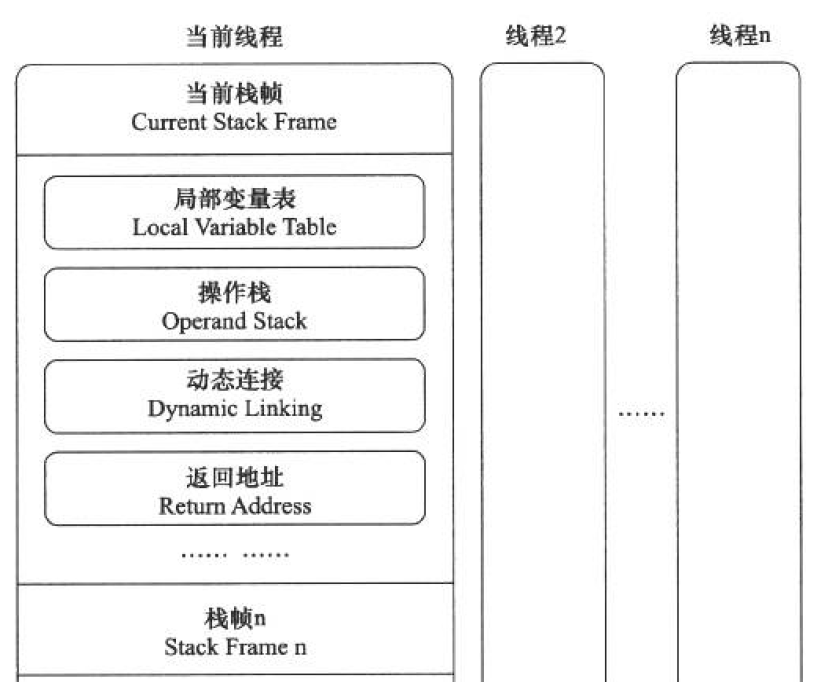 当前线程
线程2
线程n
当前栈帧
Current Stack Frame
局部变量表
Local Variable Table
操作栈
Operand Stack
动态连接
Dynamic Linking
返回地址
Return Address
…… ……
……
栈帧n
Stack Frame n